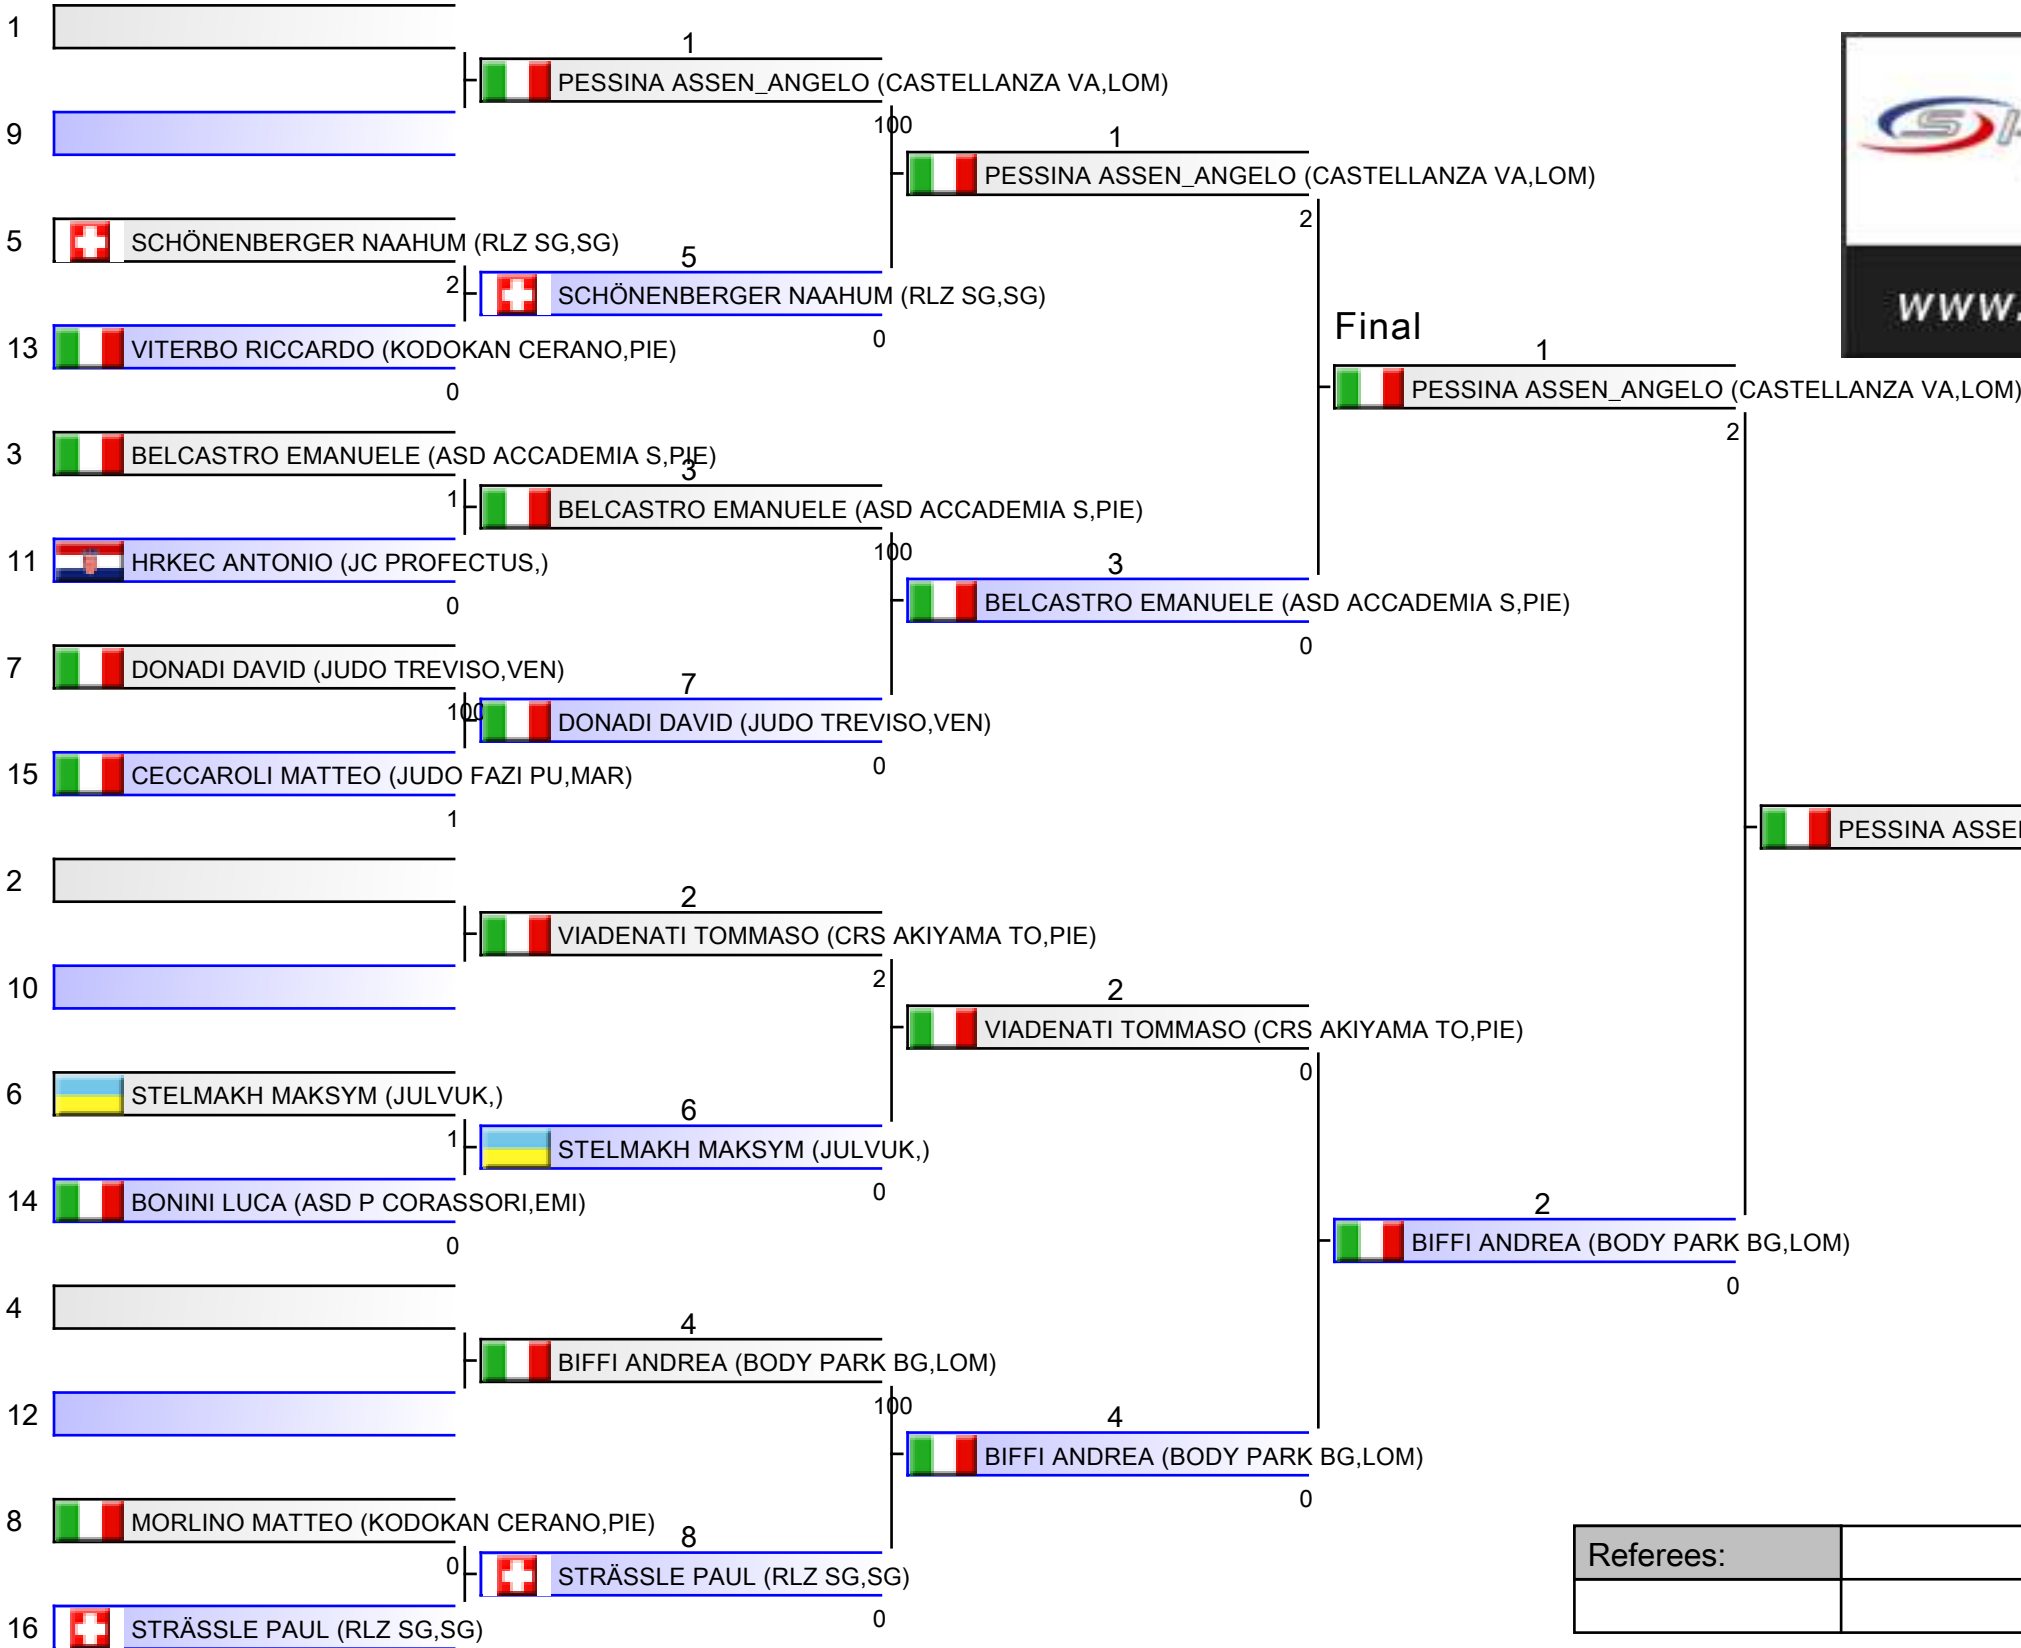 1
1
PESSINA ASSEN_ANGELO (CASTELLANZA VA,LOM)
100
9
1
PESSINA ASSEN_ANGELO (CASTELLANZA VA,LOM)
2
5 SCHÖNENBERGER NAAHUM (RLZ SG,SG)
5
2
SCHÖNENBERGER NAAHUM (RLZ SG,SG)
0
www.
Final
13 VITERBO RICCARDO (KODOKAN CERANO,PIE)
0
1
PESSINA ASSEN_ANGELO (CASTELLANZA VA,LOM)
2
3 BELCASTRO EMANUELE (ASD ACCADEMIA S,PIE)
3
1
BELCASTRO EMANUELE (ASD ACCADEMIA S,PIE)
100
11 HRKEC ANTONIO (JC PROFECTUS,)
0
3
BELCASTRO EMANUELE (ASD ACCADEMIA S,PIE)
0
7 DONADI DAVID (JUDO TREVISO,VEN)
7
100
DONADI DAVID (JUDO TREVISO,VEN)
0
15 CECCAROLI MATTEO (JUDO FAZI PU,MAR)
1
PESSINA
2
2
VIADENATI TOMMASO (CRS AKIYAMA TO,PIE)
2
10
2
VIADENATI TOMMASO (CRS AKIYAMA TO,PIE)
0
6 STELMAKH MAKSYM (JULVUK,)
6
1
STELMAKH MAKSYM (JULVUK,)
0
14 BONINI LUCA (ASD P CORASSORI,EMI)
0
2
BIFFI ANDREA (BODY PARK BG,LOM)
0
4
4
BIFFI ANDREA (BODY PARK BG,LOM)
100
12
4
BIFFI ANDREA (BODY PARK BG,LOM)
0
8 MORLINO MATTEO (KODOKAN CERANO,PIE)
8
0
STRÄSSLE PAUL (RLZ SG,SG)
0
16 STRÄSSLE PAUL (RLZ SG,SG)
Referees: